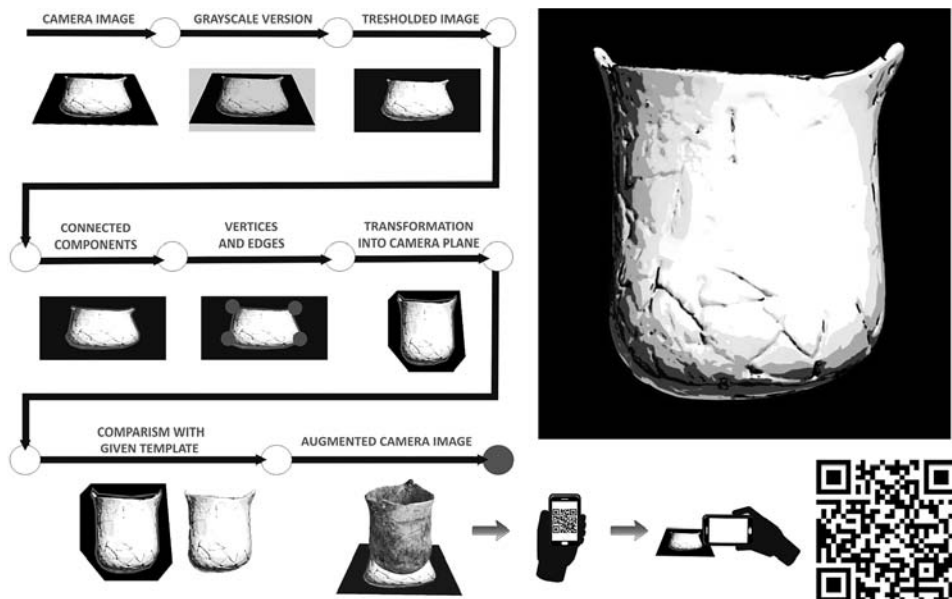 CAMERA IMAGE
GRAYSCALE VERSION
TRESHOLDED IMAGE
CONNECTED
COMPONENTS
VERTICES
AND EDGES
TRANSFORMATION
INTO CAMERA PLANE
COMPARISM WITH
GIVEN TEMPLATE
AUGMENTED CAMERA IMAGE